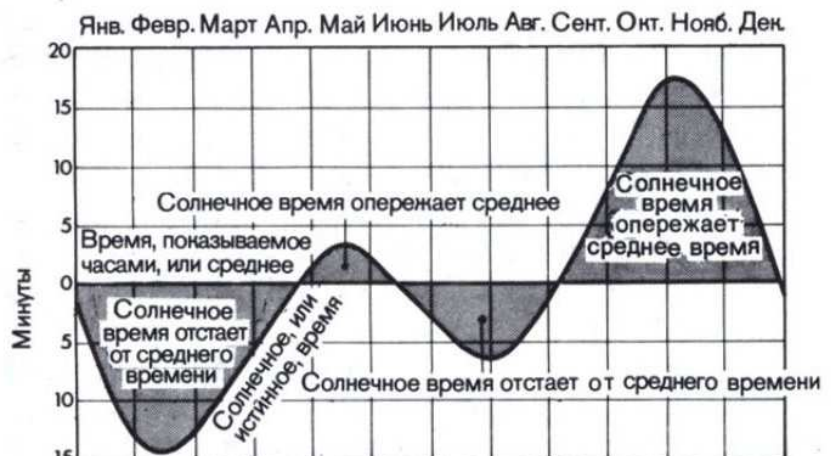 Янв. Февр. Март Апр. Май Июнь Июль Авг. Сент. Окт. Нояб. Дек.
20
15
10
5
0
5
10
15
Минуты
Солнечное время опережает среднее
Время, показываемое
часами, или среднее
Солнечное
время отстает
от среднего
времени
Солнечное, или
истинное, время
Солнечное время отстает от среднего времени
Солнечное
время
опережает
среднее время